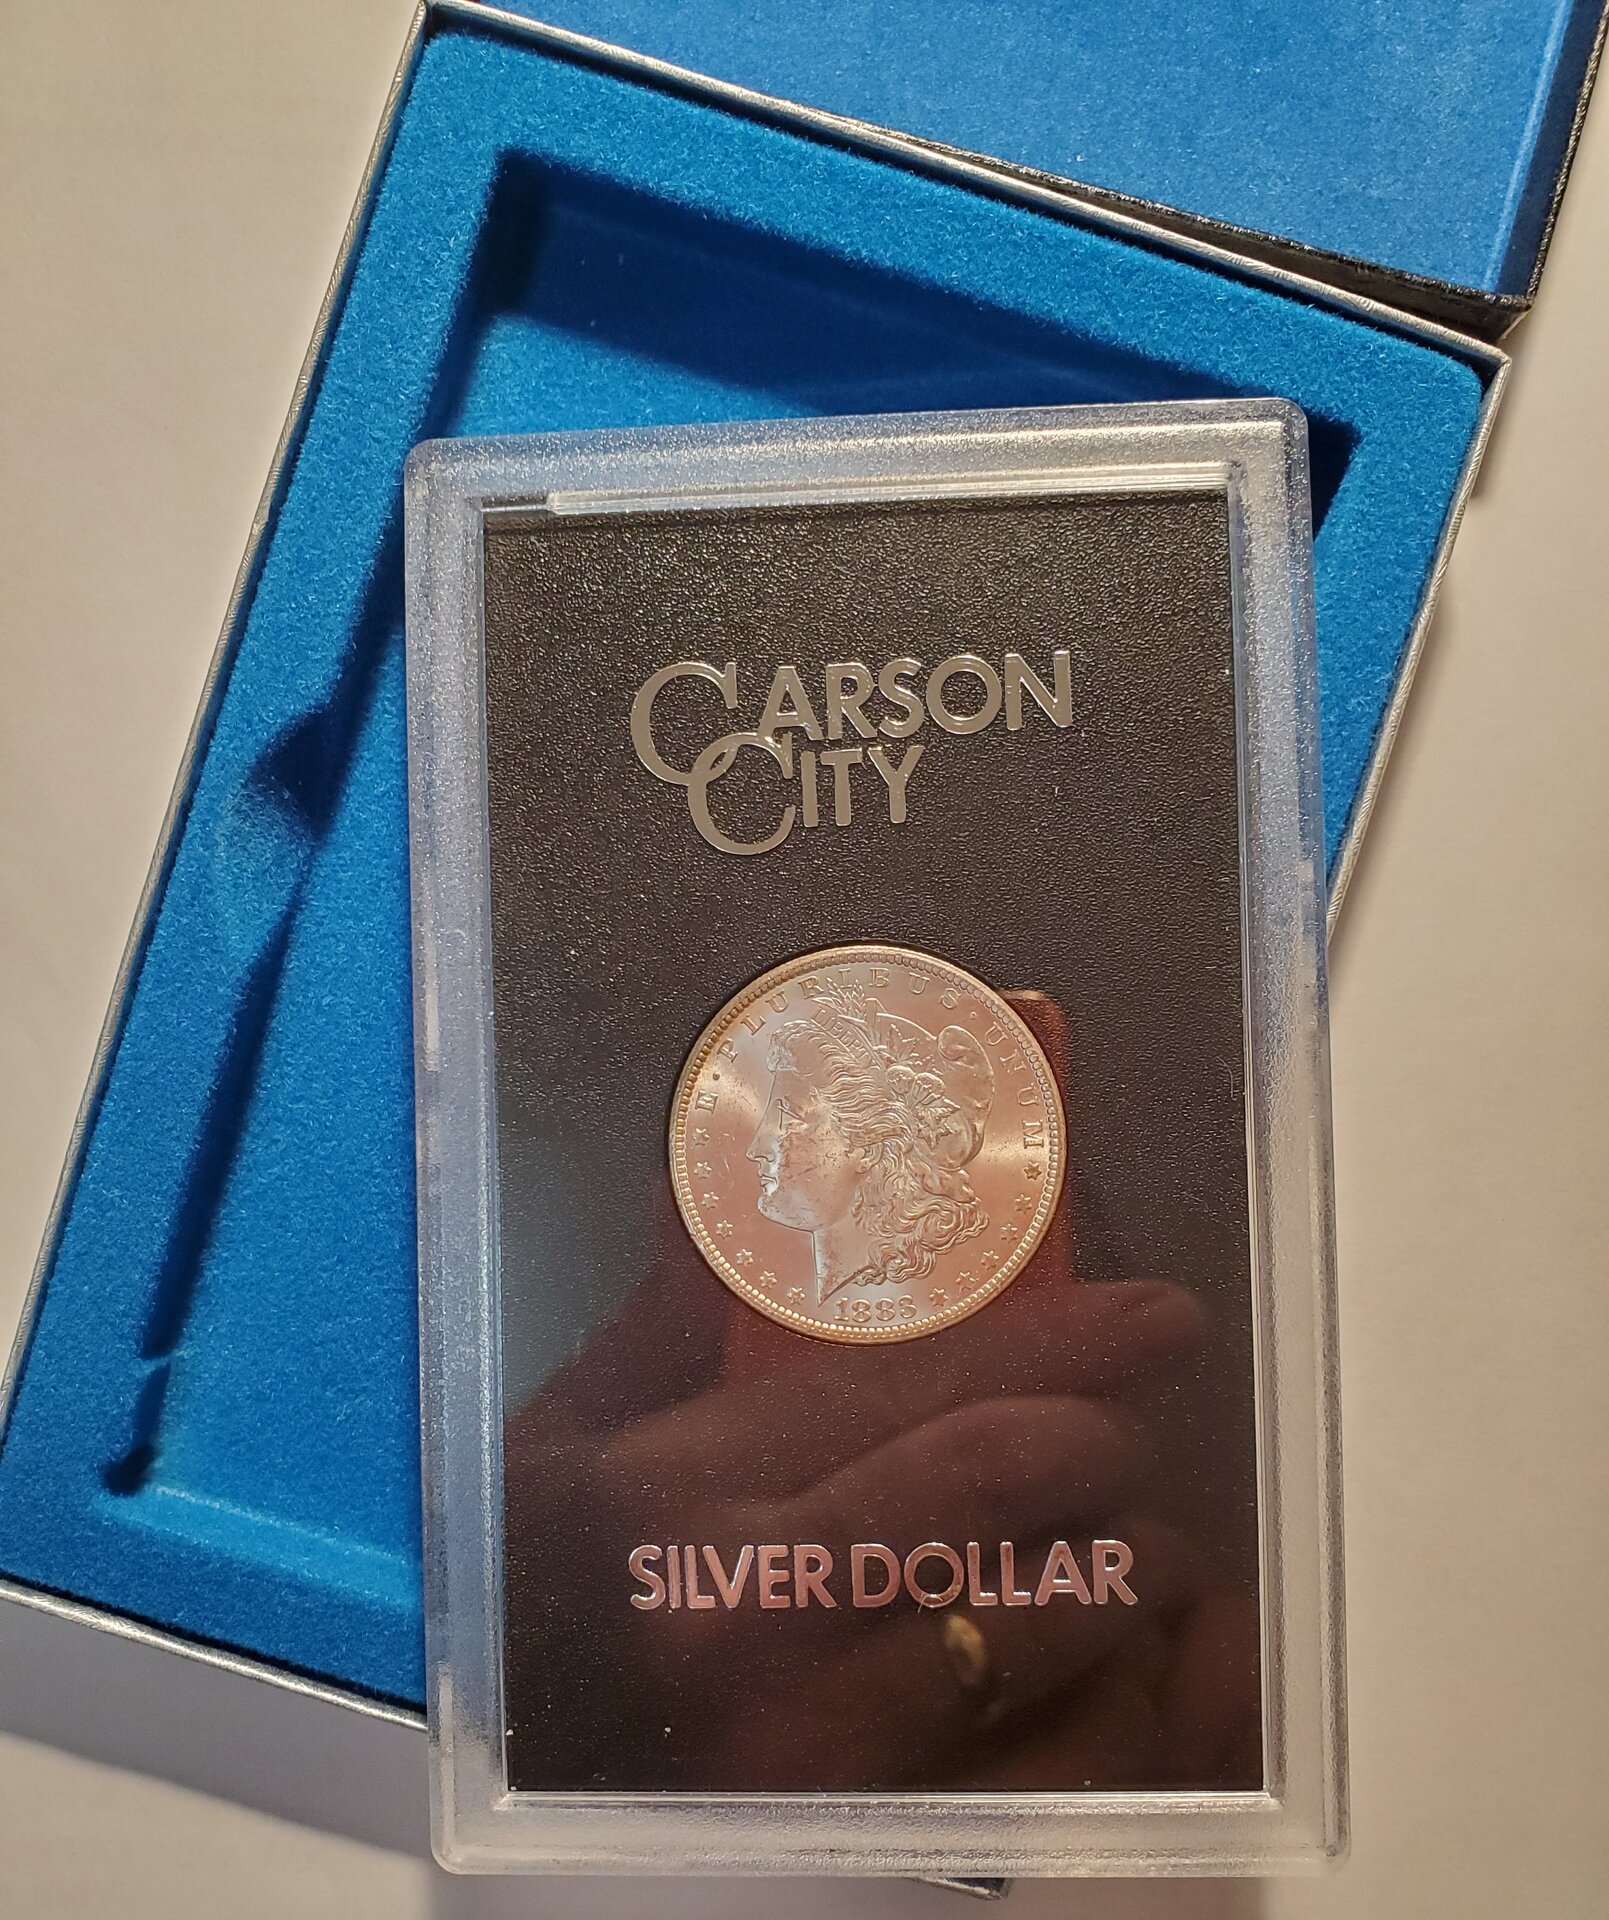 CARSON
CITY
E · PLURIBUS · UNUM
LIBERTY
1883
SILVER DOLLAR